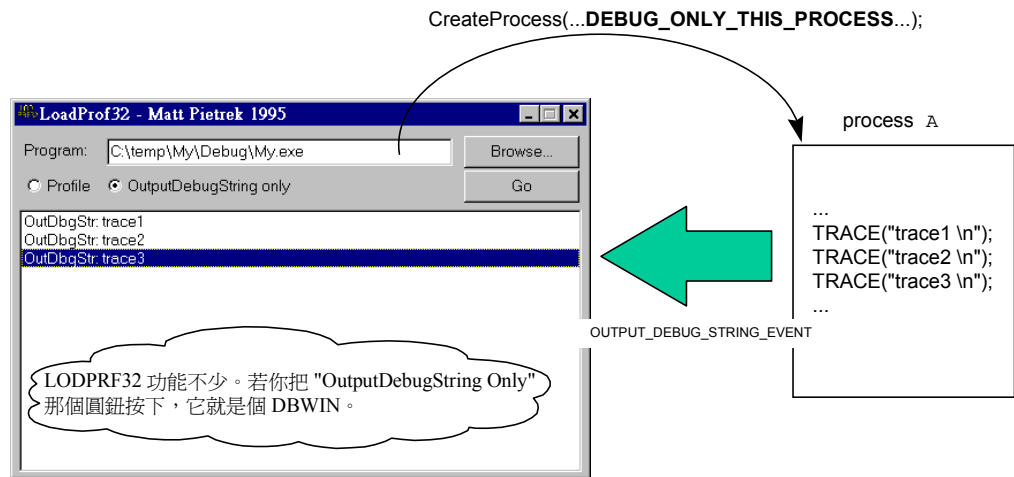 CreateProcess(...DEBUG_ONLY_THIS_PROCESS...);
LoadProf32 - Matt Pietrek 1995
Program: C:\temp\My\Debug\My.exe Browse...
Profile OutputDebugString only Go
OutDbgStr: trace1
OutDbgStr: trace2
OutDbgStr: trace3
LODPRF32 功能不少。若你把 "OutputDebugString Only"
那個圓鈕按下，它就是個 DBWIN。
OUTPUT_DEBUG_STRING_EVENT
process A
...
TRACE("trace1 \n");
TRACE("trace2 \n");
TRACE("trace3 \n");
...